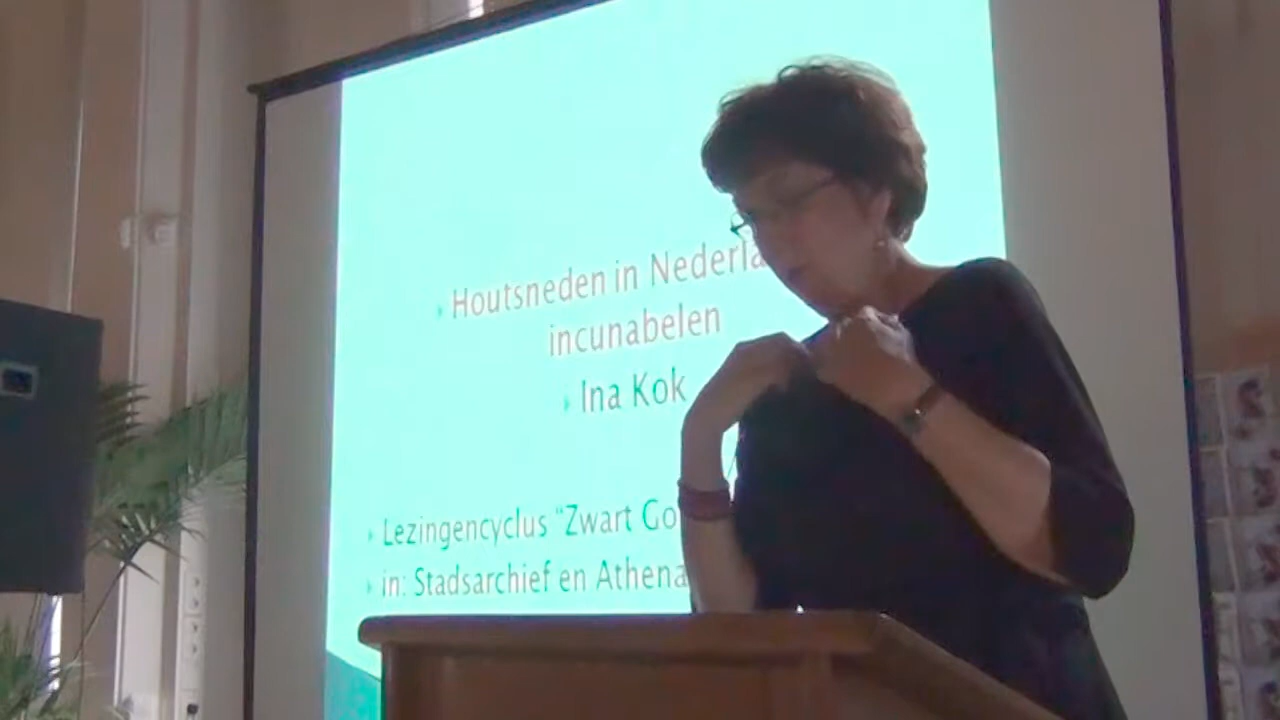 Houtsneden in Nederla
incunabelen
Ina Kok
Lezingencyclus "Zwart Go
in: Stadsarchief en Athena